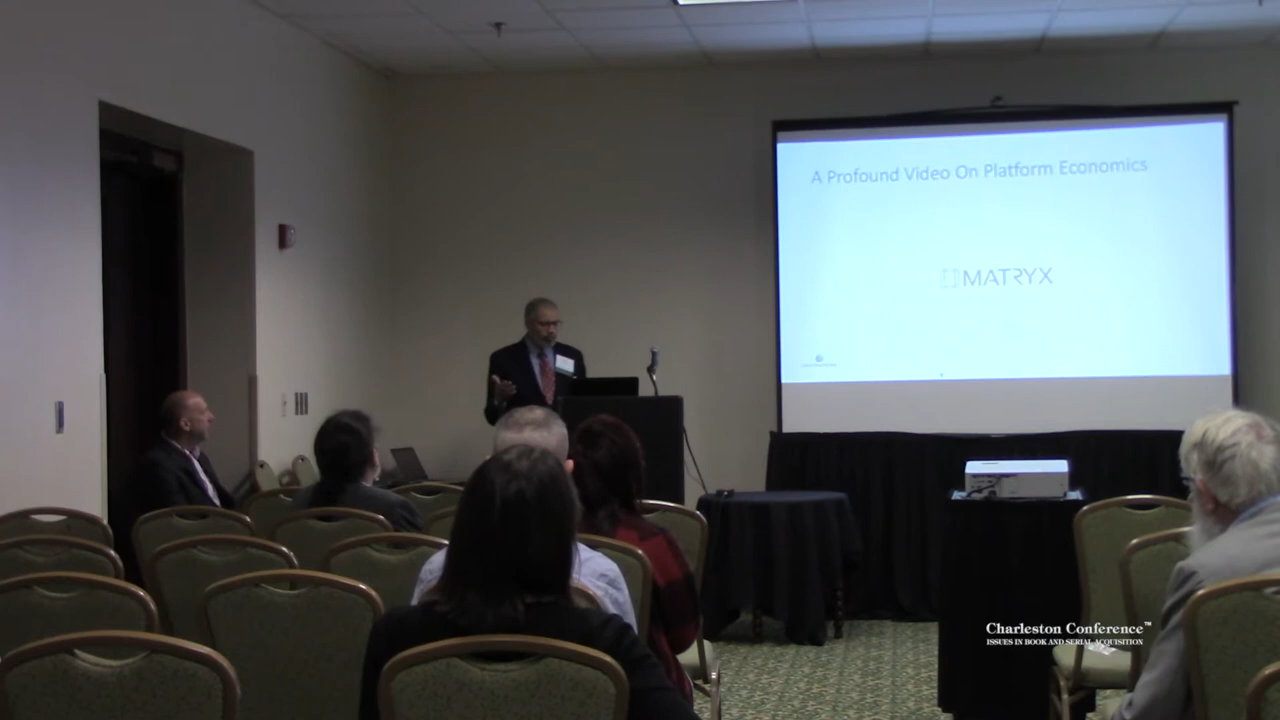 A Profound Video On Platform Economics
MATRYX
Charleston Conference™
ISSUES IN BOOK AND SERIAL ACQUISITION